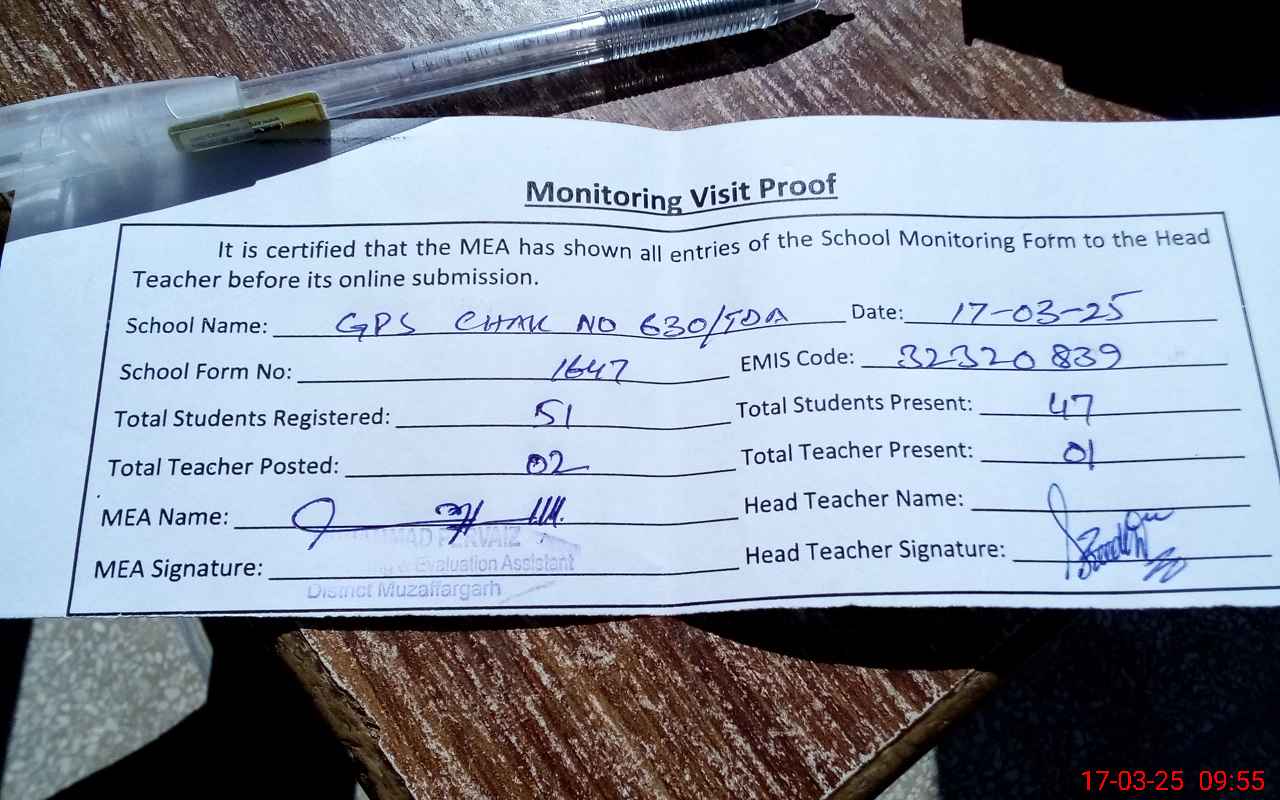 Monitoring Visit Proof
It is certified that the MEA has shown all entries of the School Monitoring Form to the Head
Teacher before its online submission.
School Name: GPS CHAK NO 630/TDA Date: 17-03-25
School Form No: 1647 EMIS Code: 32320839
Total Students Registered: 51 Total Students Present: 47
Total Teacher Posted: 02 Total Teacher Present: 01
MEA Name: Head Teacher Name:
PERVAIZ
MEA Signature: Head Teacher Signature:
& Evaluation Assistant
District Muzaffargarh
17-03-25 09:55